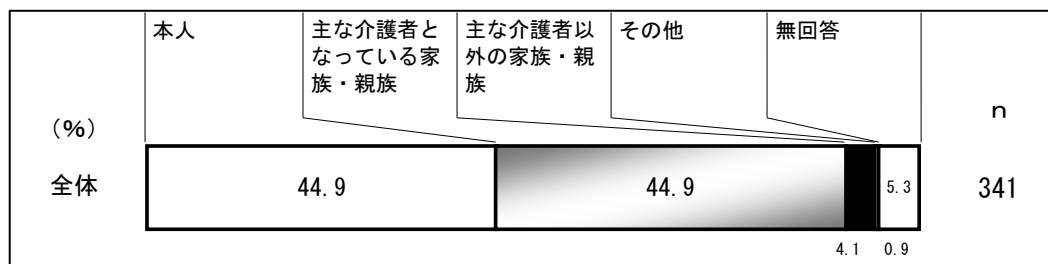 本人
主な介護者と
なっている家
族・親族
主な介護者以
外の家族・親
族
その他
無回答
(%)
n
全体
44.9
44.9
5.3
341
4.1
0.9